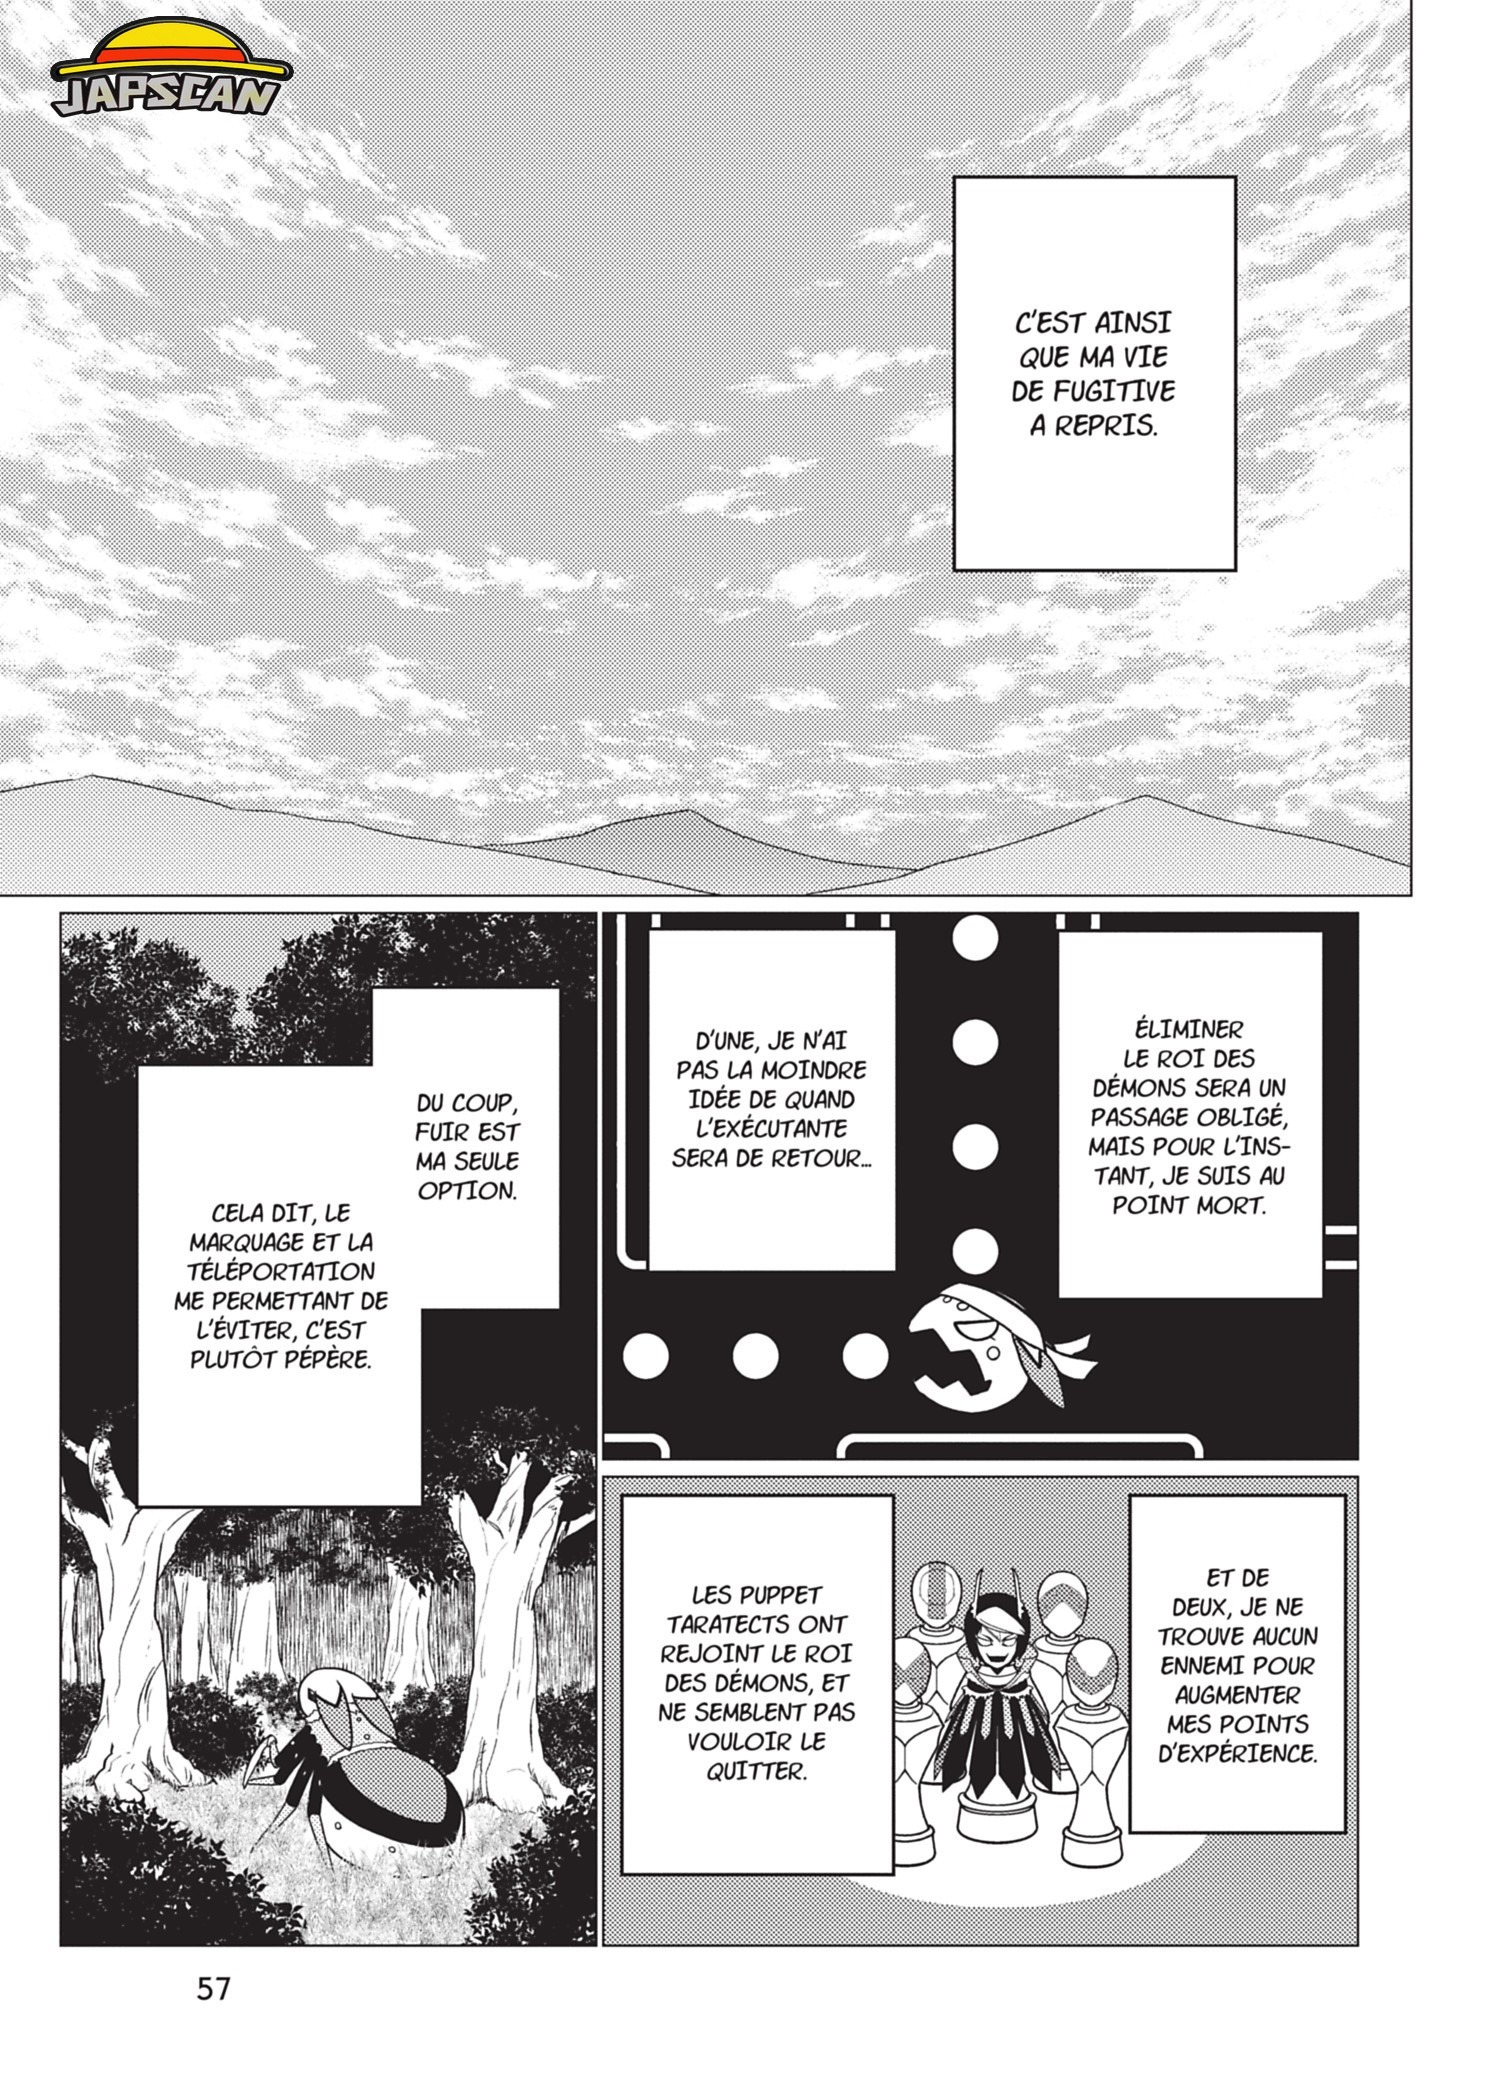 JAPSCAN
C'EST AINSI
QUE MA VIE
DE FUGITIVE
A REPRIS.
ÉLIMINER
LE ROI DES
DÉMONS SERA UN
PASSAGE OBLIGÉ,
MAIS POUR L'INS-
TANT, JE SUIS AU
POINT MORT.
D'UNE, JE N'AI
PAS LA MOINDRE
IDÉE DE QUAND
L'EXÉCUTANTE
SERA DE RETOUR...
ET DE
DEUX, JE NE
TROUVE AUCUN
ENNEMI POUR
AUGMENTER
MES POINTS
D'EXPÉRIENCE.
LES PUPPET
TARATECTS ONT
REJOINT LE ROI
DES DÉMONS, ET
NE SEMBLENT PAS
VOULOIR LE
QUITTER.
DU COUP,
FUIR EST
MA SEULE
OPTION.
CELA DIT, LE
MARQUAGE ET LA
TÉLÉPORTATION
ME PERMETTANT DE
L'ÉVITER, C'EST
PLUTÔT PÉPÈRE.
57